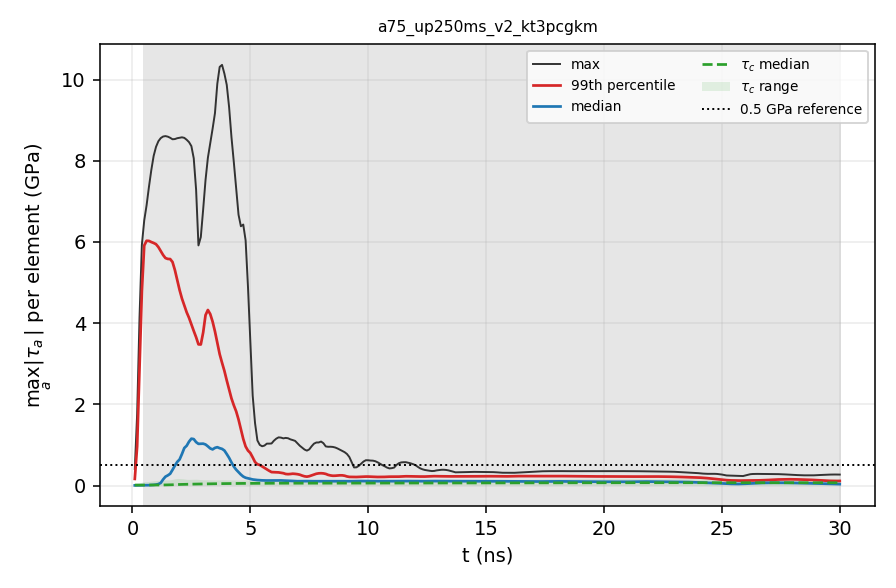 a75_up250ms_v2_kt3pcgkm
max
99th percentile
median
τc median
τc range
0.5 GPa reference
max|τa| per element (GPa)
a
10
8
6
4
2
0
0 5 10 15 20 25 30
t (ns)